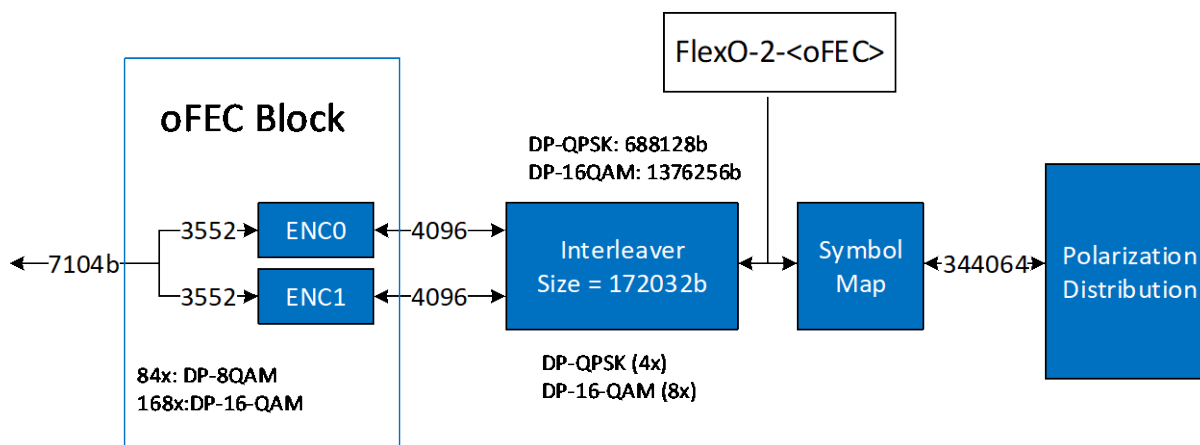 FlexO-2-<oFEC>
oFEC Block
DP-QPSK: 688128b
DP-16QAM: 1376256b
7104b
3552
ENC0
4096
3552
ENC1
4096
Interleaver
Size = 172032b
Symbol
Map
344064
Polarization
Distribution
84x: DP-8QAM
168x:DP-16-QAM
DP-QPSK (4x)
DP-16-QAM (8x)